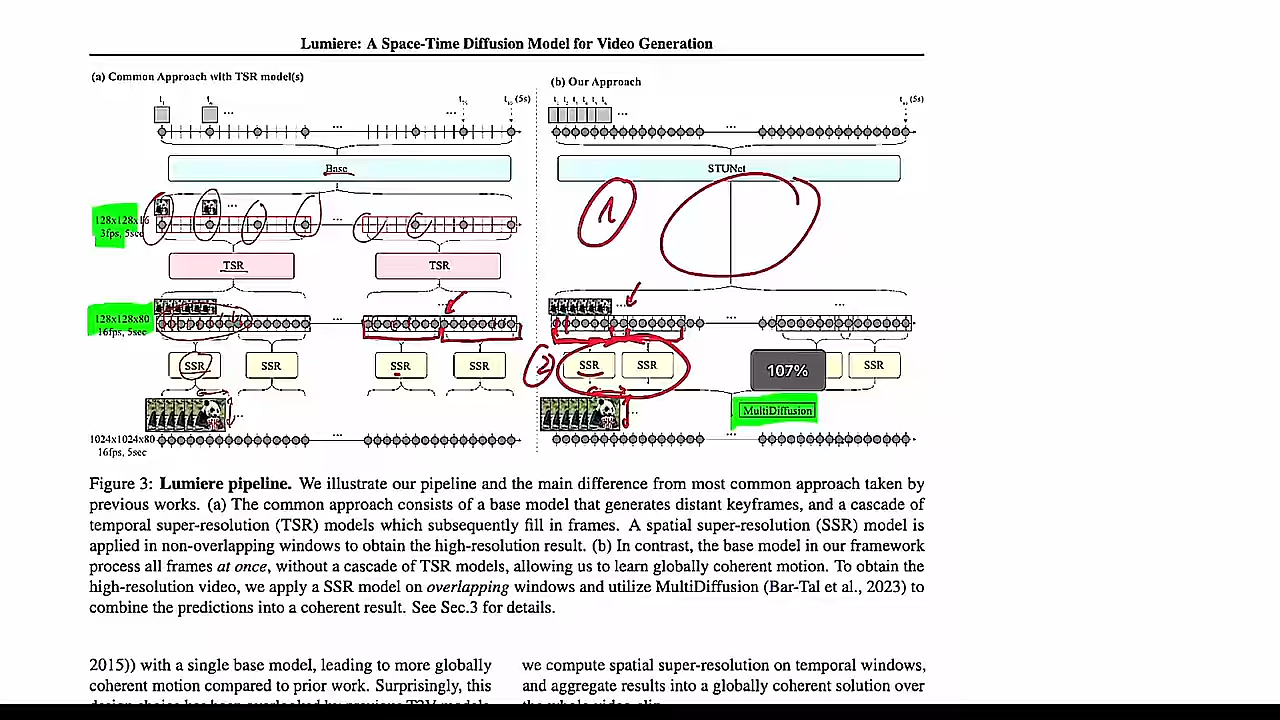 Lumiere: A Space-Time Diffusion Model for Video Generation
(a) Common Approach with TSR model(s)
(b) Our Approach
(5s)
(5s)
Base
STUNet
1
128x128x16
3fps, 5sec
TSR
TSR
128x128x80
16fps, 5sec
SSR
SSR
SSR
SSR
2
SSR
SSR
107%
SSR
MultiDiffusion
1024x1024x80
16fps, 5sec
Figure 3: Lumiere pipeline. We illustrate our pipeline and the main difference from most common approach taken by
previous works. (a) The common approach consists of a base model that generates distant keyframes, and a cascade of
temporal super-resolution (TSR) models which subsequently fill in frames. A spatial super-resolution (SSR) model is
applied in non-overlapping windows to obtain the high-resolution result. (b) In contrast, the base model in our framework
process all frames at once, without a cascade of TSR models, allowing us to learn globally coherent motion. To obtain the
high-resolution video, we apply a SSR model on overlapping windows and utilize MultiDiffusion (Bar-Tal et al., 2023) to
combine the predictions into a coherent result. See Sec.3 for details.
2015)) with a single base model, leading to more globally
coherent motion compared to prior work. Surprisingly, this
we compute spatial super-resolution on temporal windows,
and aggregate results into a globally coherent solution over